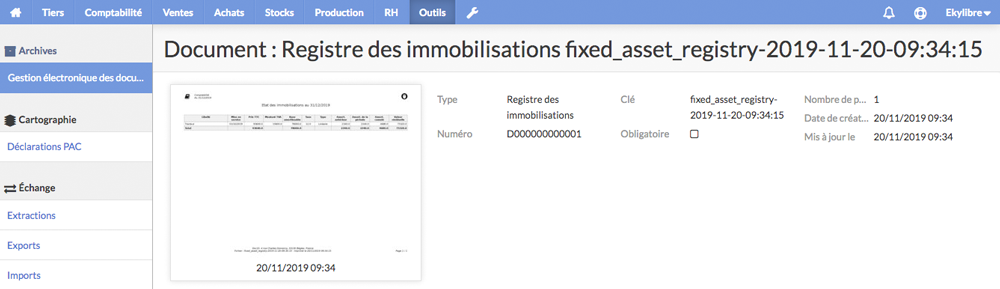 Tiers Comptabilité Ventes Achats Stocks Production RH Outils Ekylibre
Archives
Gestion électronique des docu...
Cartographie
Déclarations PAC
Échange
Extractions
Exports
Imports
Document : Registre des immobilisations fixed_asset_registry-2019-11-20-09:34:15
Etat des immobilisations au 31/12/2019
20/11/2019 09:34
Type Registre des
immobilisations
Numéro D000000000001
Clé fixed_asset_registry-
2019-11-20-09:34:15
Obligatoire
Nombre de p... 1
Date de créat... 20/11/2019 09:34
Mis à jour le 20/11/2019 09:34